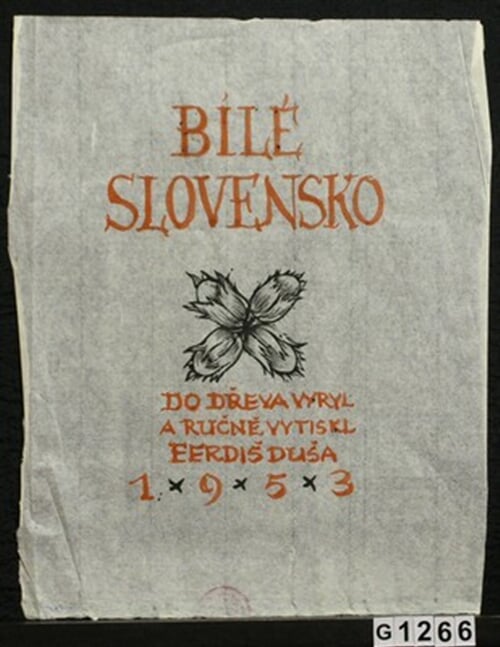 BÍLÉ
SLOVENSKO
DO DŘEVA VYRYL
A RUČNĚ VYTISKL
FERDIŠ DUŠA
1 × 9 × 5 × 3
G1266